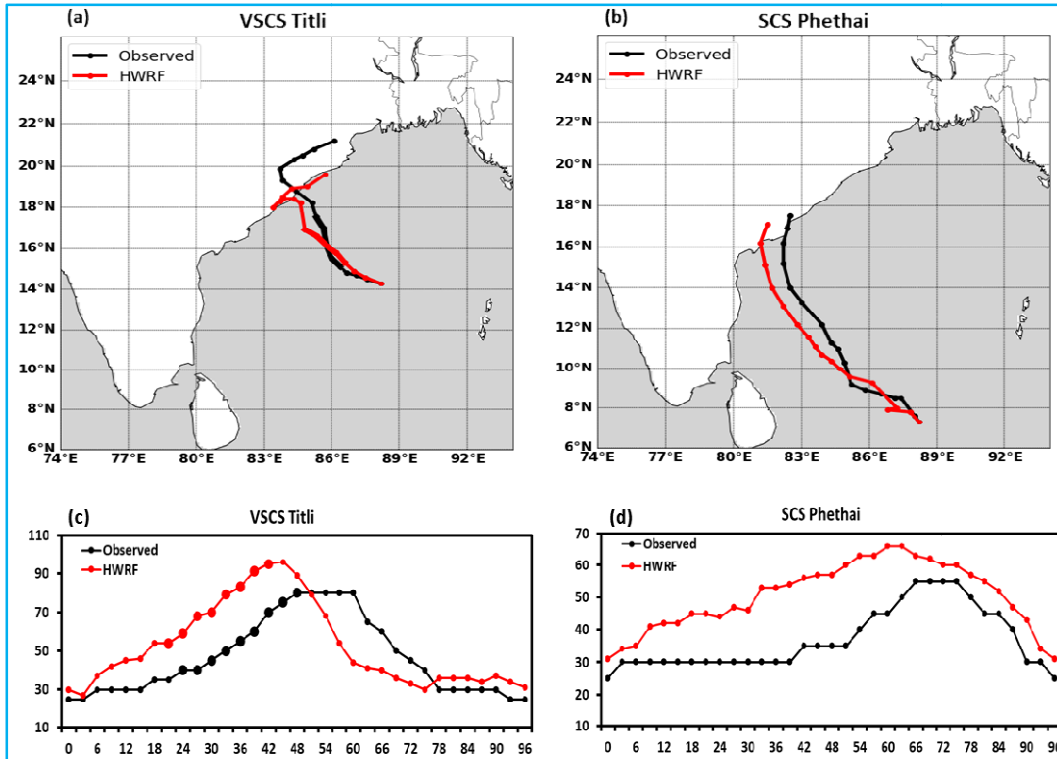 (a) VSCS Titli
Observed
HWRF
24°N
22°N
20°N
18°N
16°N
14°N
12°N
10°N
8°N
6°N
74°E 77°E 80°E 83°E 86°E 89°E 92°E
(b) SCS Phethai
Observed
HWRF
24°N
22°N
20°N
18°N
16°N
14°N
12°N
10°N
8°N
6°N
74°E 77°E 80°E 83°E 86°E 89°E 92°E
(c) VSCS Titli
Observed
HWRF
110
90
70
50
30
10
0 6 12 18 24 30 36 42 48 54 60 66 72 78 84 90 96
(d) SCS Phethai
Observed
HWRF
70
60
50
40
30
20
10
0 6 12 18 24 30 36 42 48 54 60 66 72 78 84 90 96